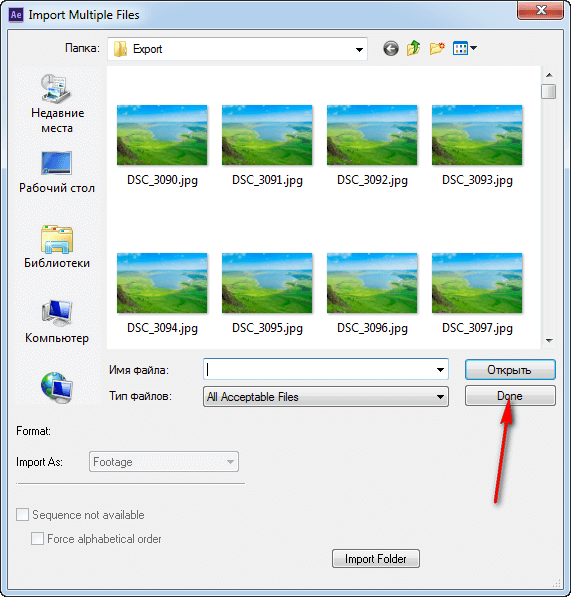 Ae Import Multiple Files
Папка: Export
Недавние
места
Рабочий стол
Библиотеки
Компьютер
DSC_3090.jpg DSC_3091.jpg DSC_3092.jpg DSC_3093.jpg
DSC_3094.jpg DSC_3095.jpg DSC_3096.jpg DSC_3097.jpg
Имя файла: Открыть
Тип файлов: All Acceptable Files Done
Format:
Import As: Footage
Sequence not available
Force alphabetical order
Import Folder